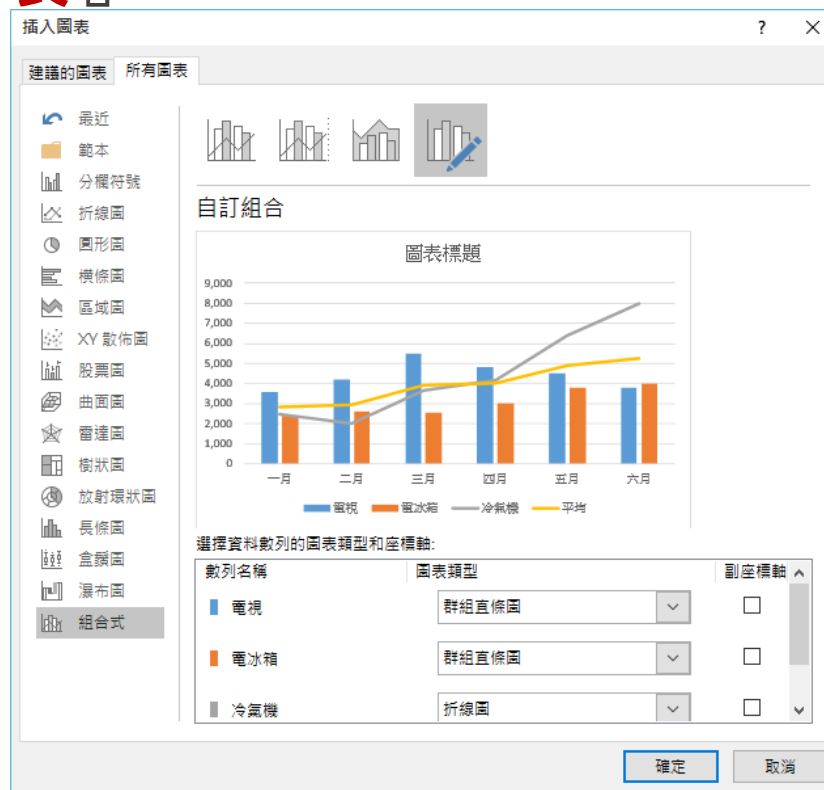 插入圖表 ? ×
建議的圖表 所有圖表
最近
範本
分欄符號
折線圖
圓形圖
橫條圖
區域圖
XY 散佈圖
股票圖
曲面圖
雷達圖
樹狀圖
放射環狀圖
長條圖
盒鬚圖
瀑布圖
組合式
自訂組合
圖表標題
9,000
8,000
7,000
6,000
5,000
4,000
3,000
2,000
1,000
0
一月 二月 三月 四月 五月 六月
電視 電冰箱 冷氣機 平均
選擇資料數列的圖表類型和座標軸:
數列名稱 圖表類型 副座標軸
電視 群組直條圖
電冰箱 群組直條圖
冷氣機 折線圖
確定 取消